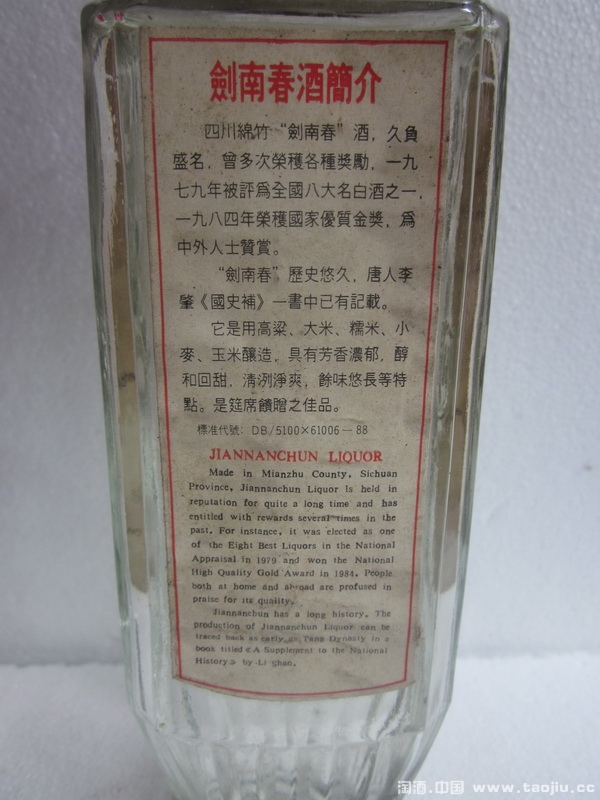 劍南春酒簡介
四川綿竹“劍南春”酒，久負
盛名，曾多次榮穫各種獎勵，一九
七九年被評爲全國八大名白酒之一，
一九八四年榮穫國家優質金獎，爲
中外人士贊賞。
“劍南春”歷史悠久，唐人李
肇《國史補》一書中已有記載。
它是用高粱、大米、糯米、小
麥、玉米釀造，具有芳香濃郁，醇
和回甜，清洌淨爽，餘味悠長等特
點。是筵席饋贈之佳品。
標准代號：DB/5100×61006—88
JIANNANCHUN LIQUOR
Made in Mianzhu County, Sichuan
Province, Jiannanchun Liquor is held in
reputation for quite a long time and has
entitled with rewards several times in the
past. For instance, it was elected as one
of the Eight Best Liquors in the National
Appraisal in 1979 and won the National
High Quality Gold Award in 1984. People
both at home and abroad are profused in
praise for its quality.
Jiannanchun has a long history. The
production of Jiannanchun Liquor can be
traced back as early as Tang Dynasty in a
book titled «A Supplement to the National
History» by Li Shao.
淘酒.中国 www.taojiu.cc